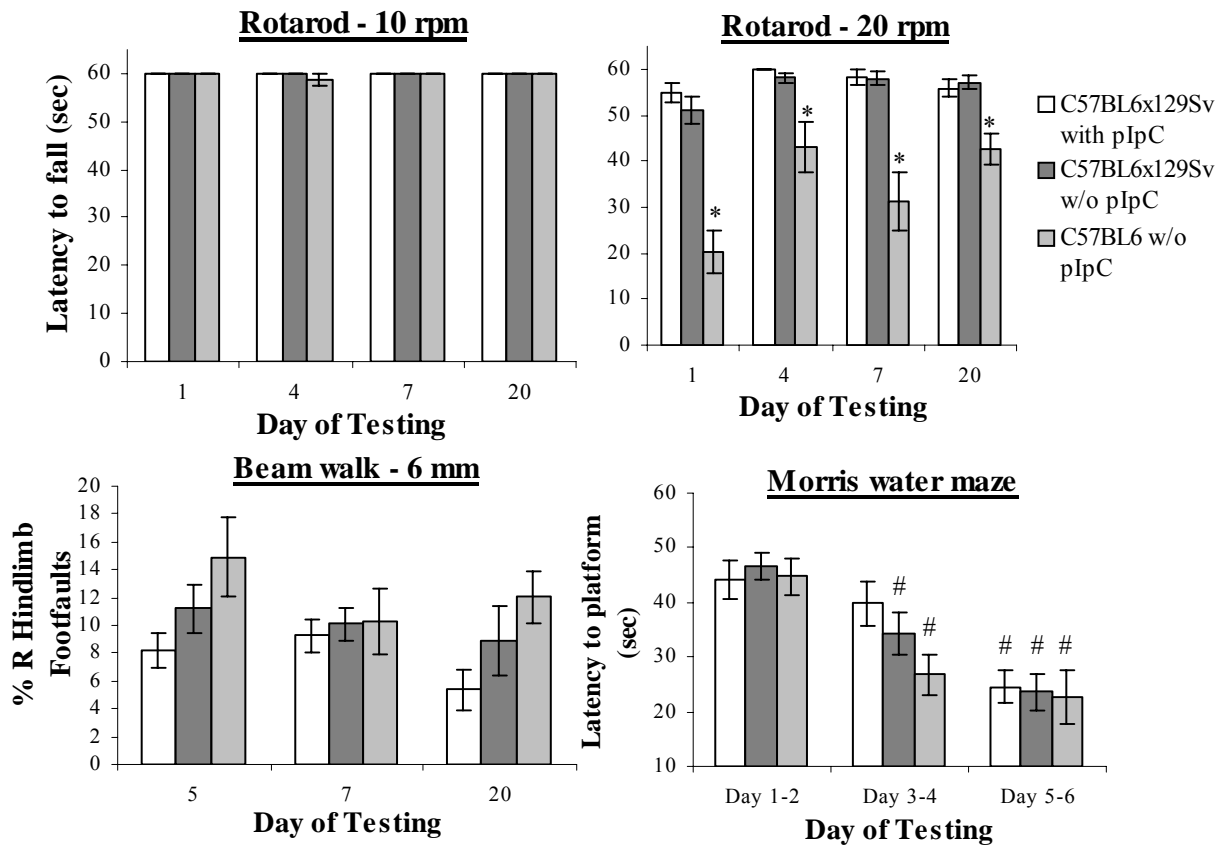 Rotarod - 10 rpm
Latency to fall (sec)
60
50
40
30
20
10
0
1 4 7 20
Day of Testing
Rotarod - 20 rpm
60
50
40
30
20
10
0
* * * *
1 4 7 20
Day of Testing
C57BL6x129Sv
with pIpC
C57BL6x129Sv
w/o pIpC
C57BL6 w/o
pIpC
Beam walk - 6 mm
% R Hindlimb
Footfaults
20
18
16
14
12
10
8
6
4
2
0
5 7 20
Day of Testing
Morris water maze
Latency to platform
(sec)
60
50
40
30
20
10
# # # # #
Day 1-2 Day 3-4 Day 5-6
Day of Testing